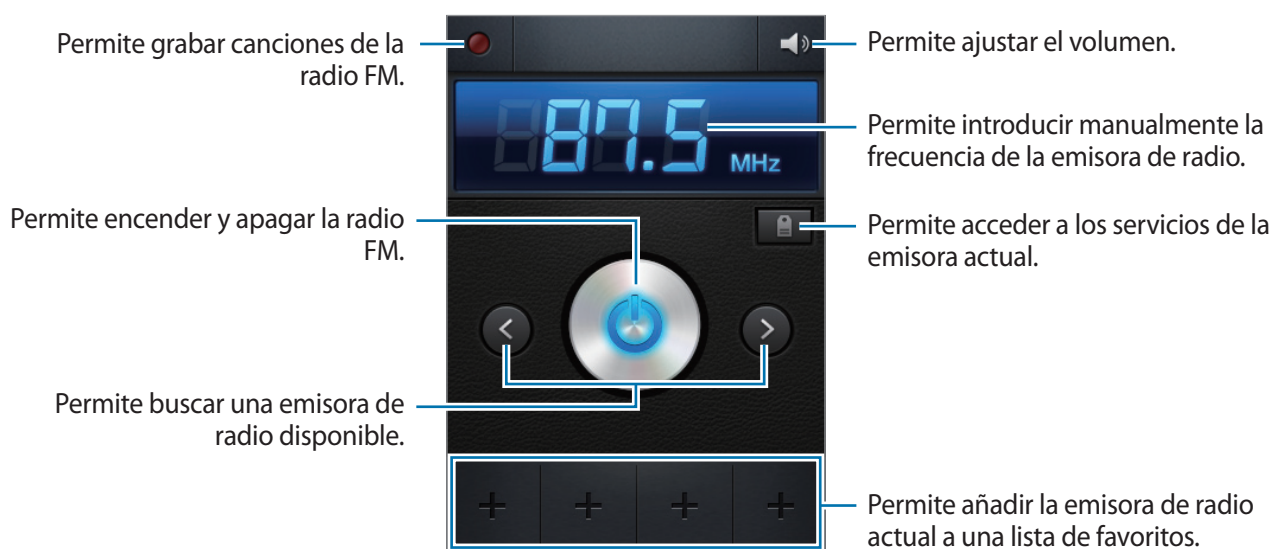 Permite grabar canciones de la
radio FM.
Permite ajustar el volumen.
87.5
MHz
Permite introducir manualmente la
frecuencia de la emisora de radio.
Permite encender y apagar la radio
FM.
Permite acceder a los servicios de la
emisora actual.
Permite buscar una emisora de
radio disponible.
Permite añadir la emisora de radio
actual a una lista de favoritos.